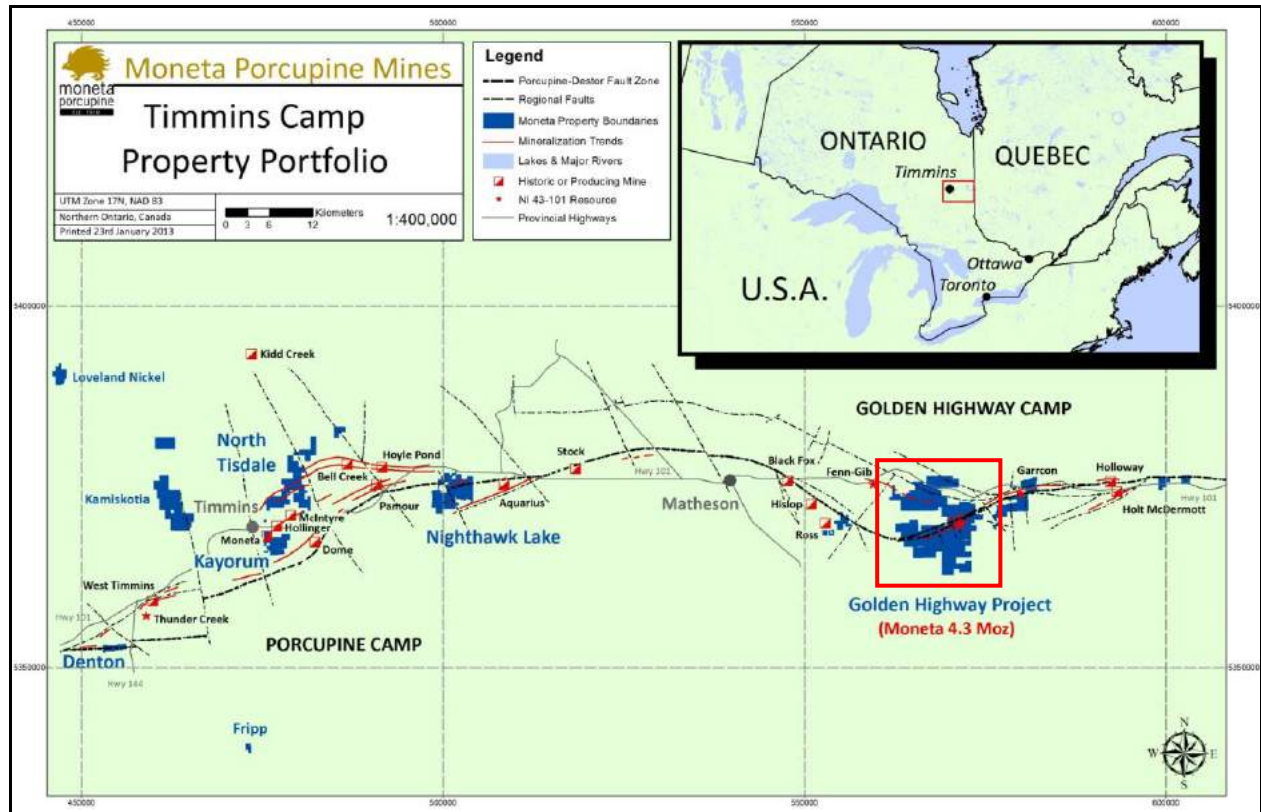 450000
500000
550000
600000
Moneta Porcupine Mines
moneta
porcupine
Timmins Camp
Property Portfolio
UTM Zone 17N, NAD 83
Northern Ontario, Canada
Printed 23rd January 2013
Kilometers
0 3 6 12
1:400,000
Legend
Porcupine-Destor Fault Zone
Regional Faults
Moneta Property Boundaries
Mineralization Trends
Lakes & Major Rivers
Historic or Producing Mine
NI 43-101 Resource
Provincial Highways
ONTARIO
QUEBEC
Timmins
Ottawa
Toronto
U.S.A.
5400000
5400000
Kidd Creek
Loveland Nickel
GOLDEN HIGHWAY CAMP
North
Tisdale
Hoyle Pond
Bell Creek
Stock
Hwy 101
Black Fox
Fenn-Gib
Garrcon
Holloway
Kamiskotia
Timmins
Pamour
Aquarius
Matheson
Hislop
Hwy 101
Holt McDermott
McIntyre
Hollinger
Moneta
Dome
Nighthawk Lake
Ross
Kayorum
West Timmins
Thunder Creek
Hwy 101
Golden Highway Project
(Moneta 4.3 Moz)
PORCUPINE CAMP
Denton
Hwy 144
5350000
5350000
Fripp
N
W E
S
450000
500000
550000
600000